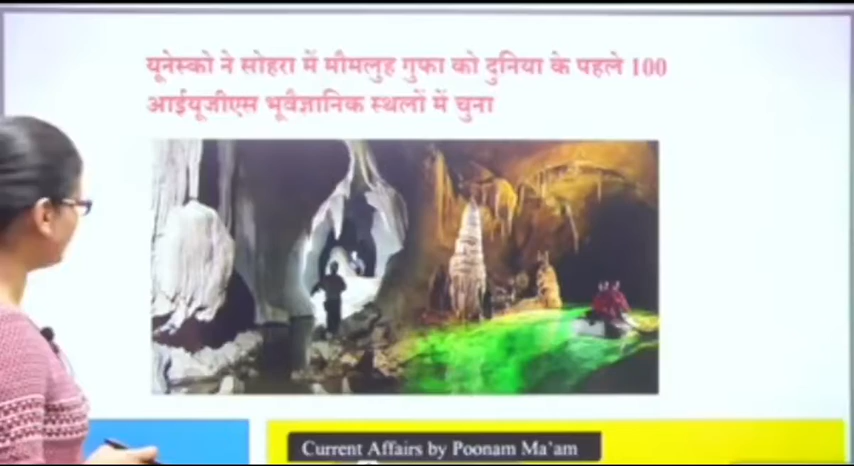 यूनेस्को ने सोहरा में मौमलुह गुफा को दुनिया के पहले 100
आईयूजीएस भूवैज्ञानिक स्थलों में चुना
Current Affairs by Poonam Ma'am